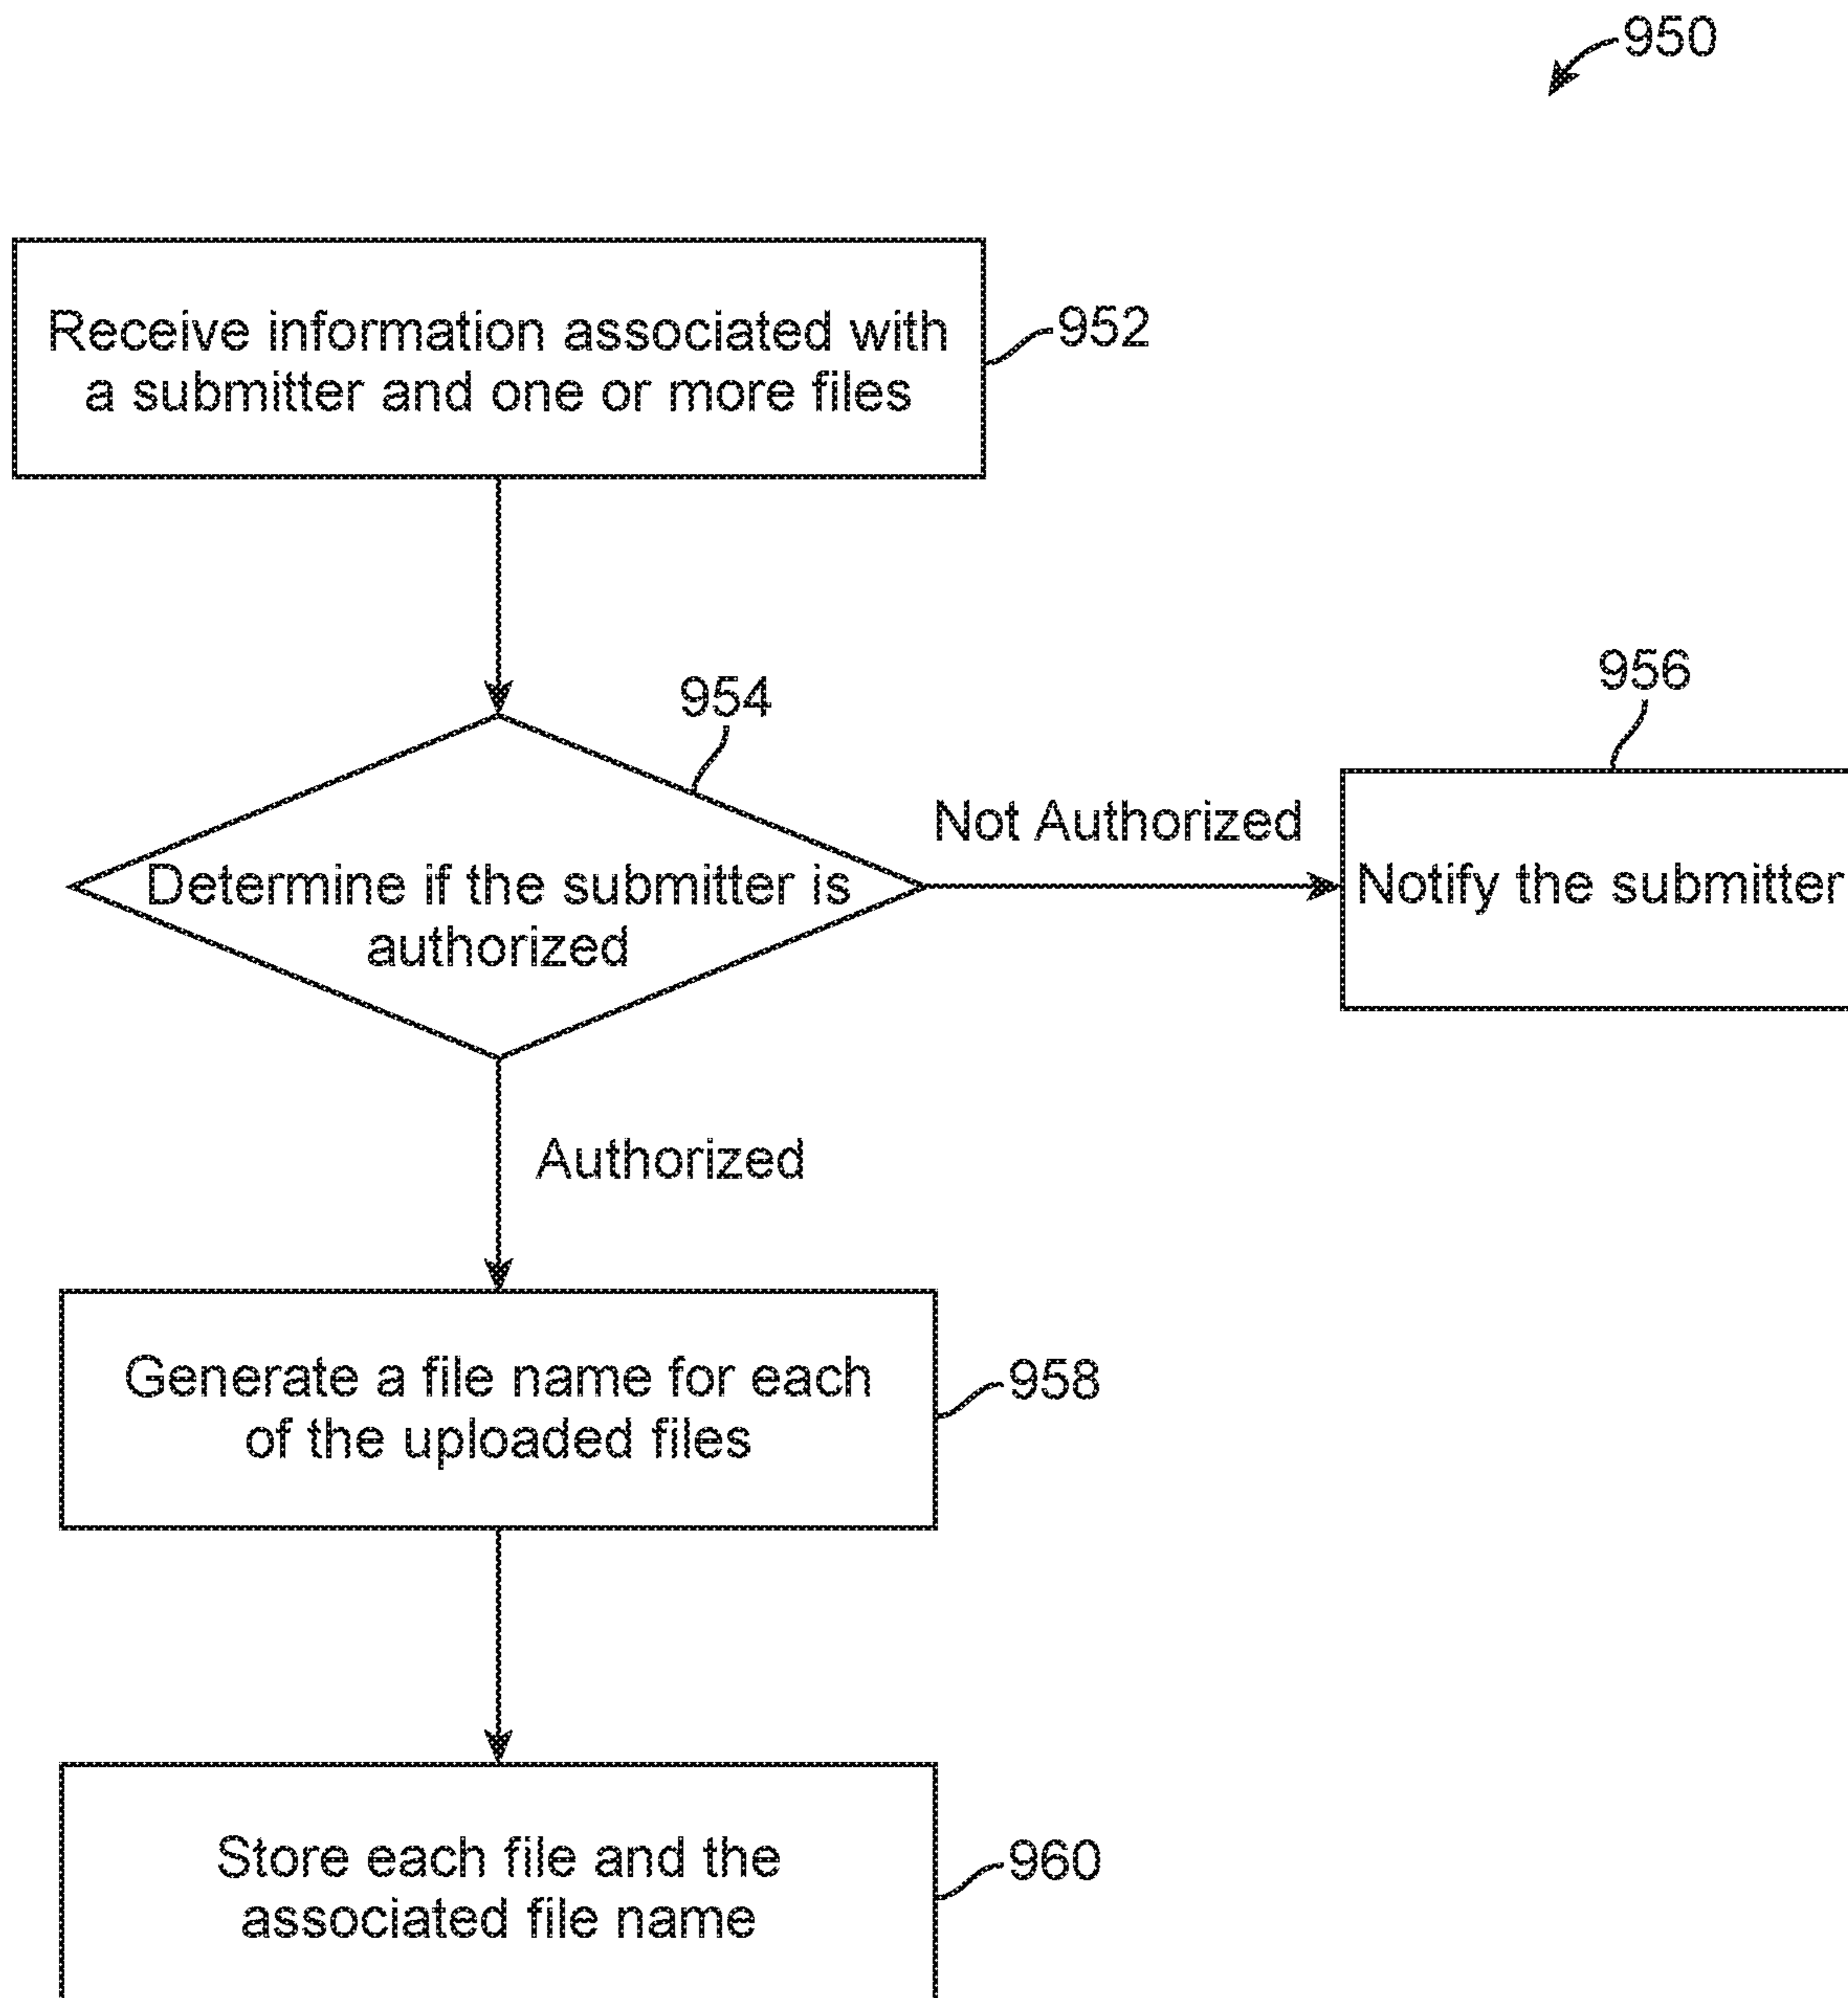 950
Receive information associated with
a submitter and one or more files
952
954
956
Determine if the submitter is
authorized
Not Authorized
Notify the submitter
Authorized
Generate a file name for each
of the uploaded files
958
Store each file and the
associated file name
960